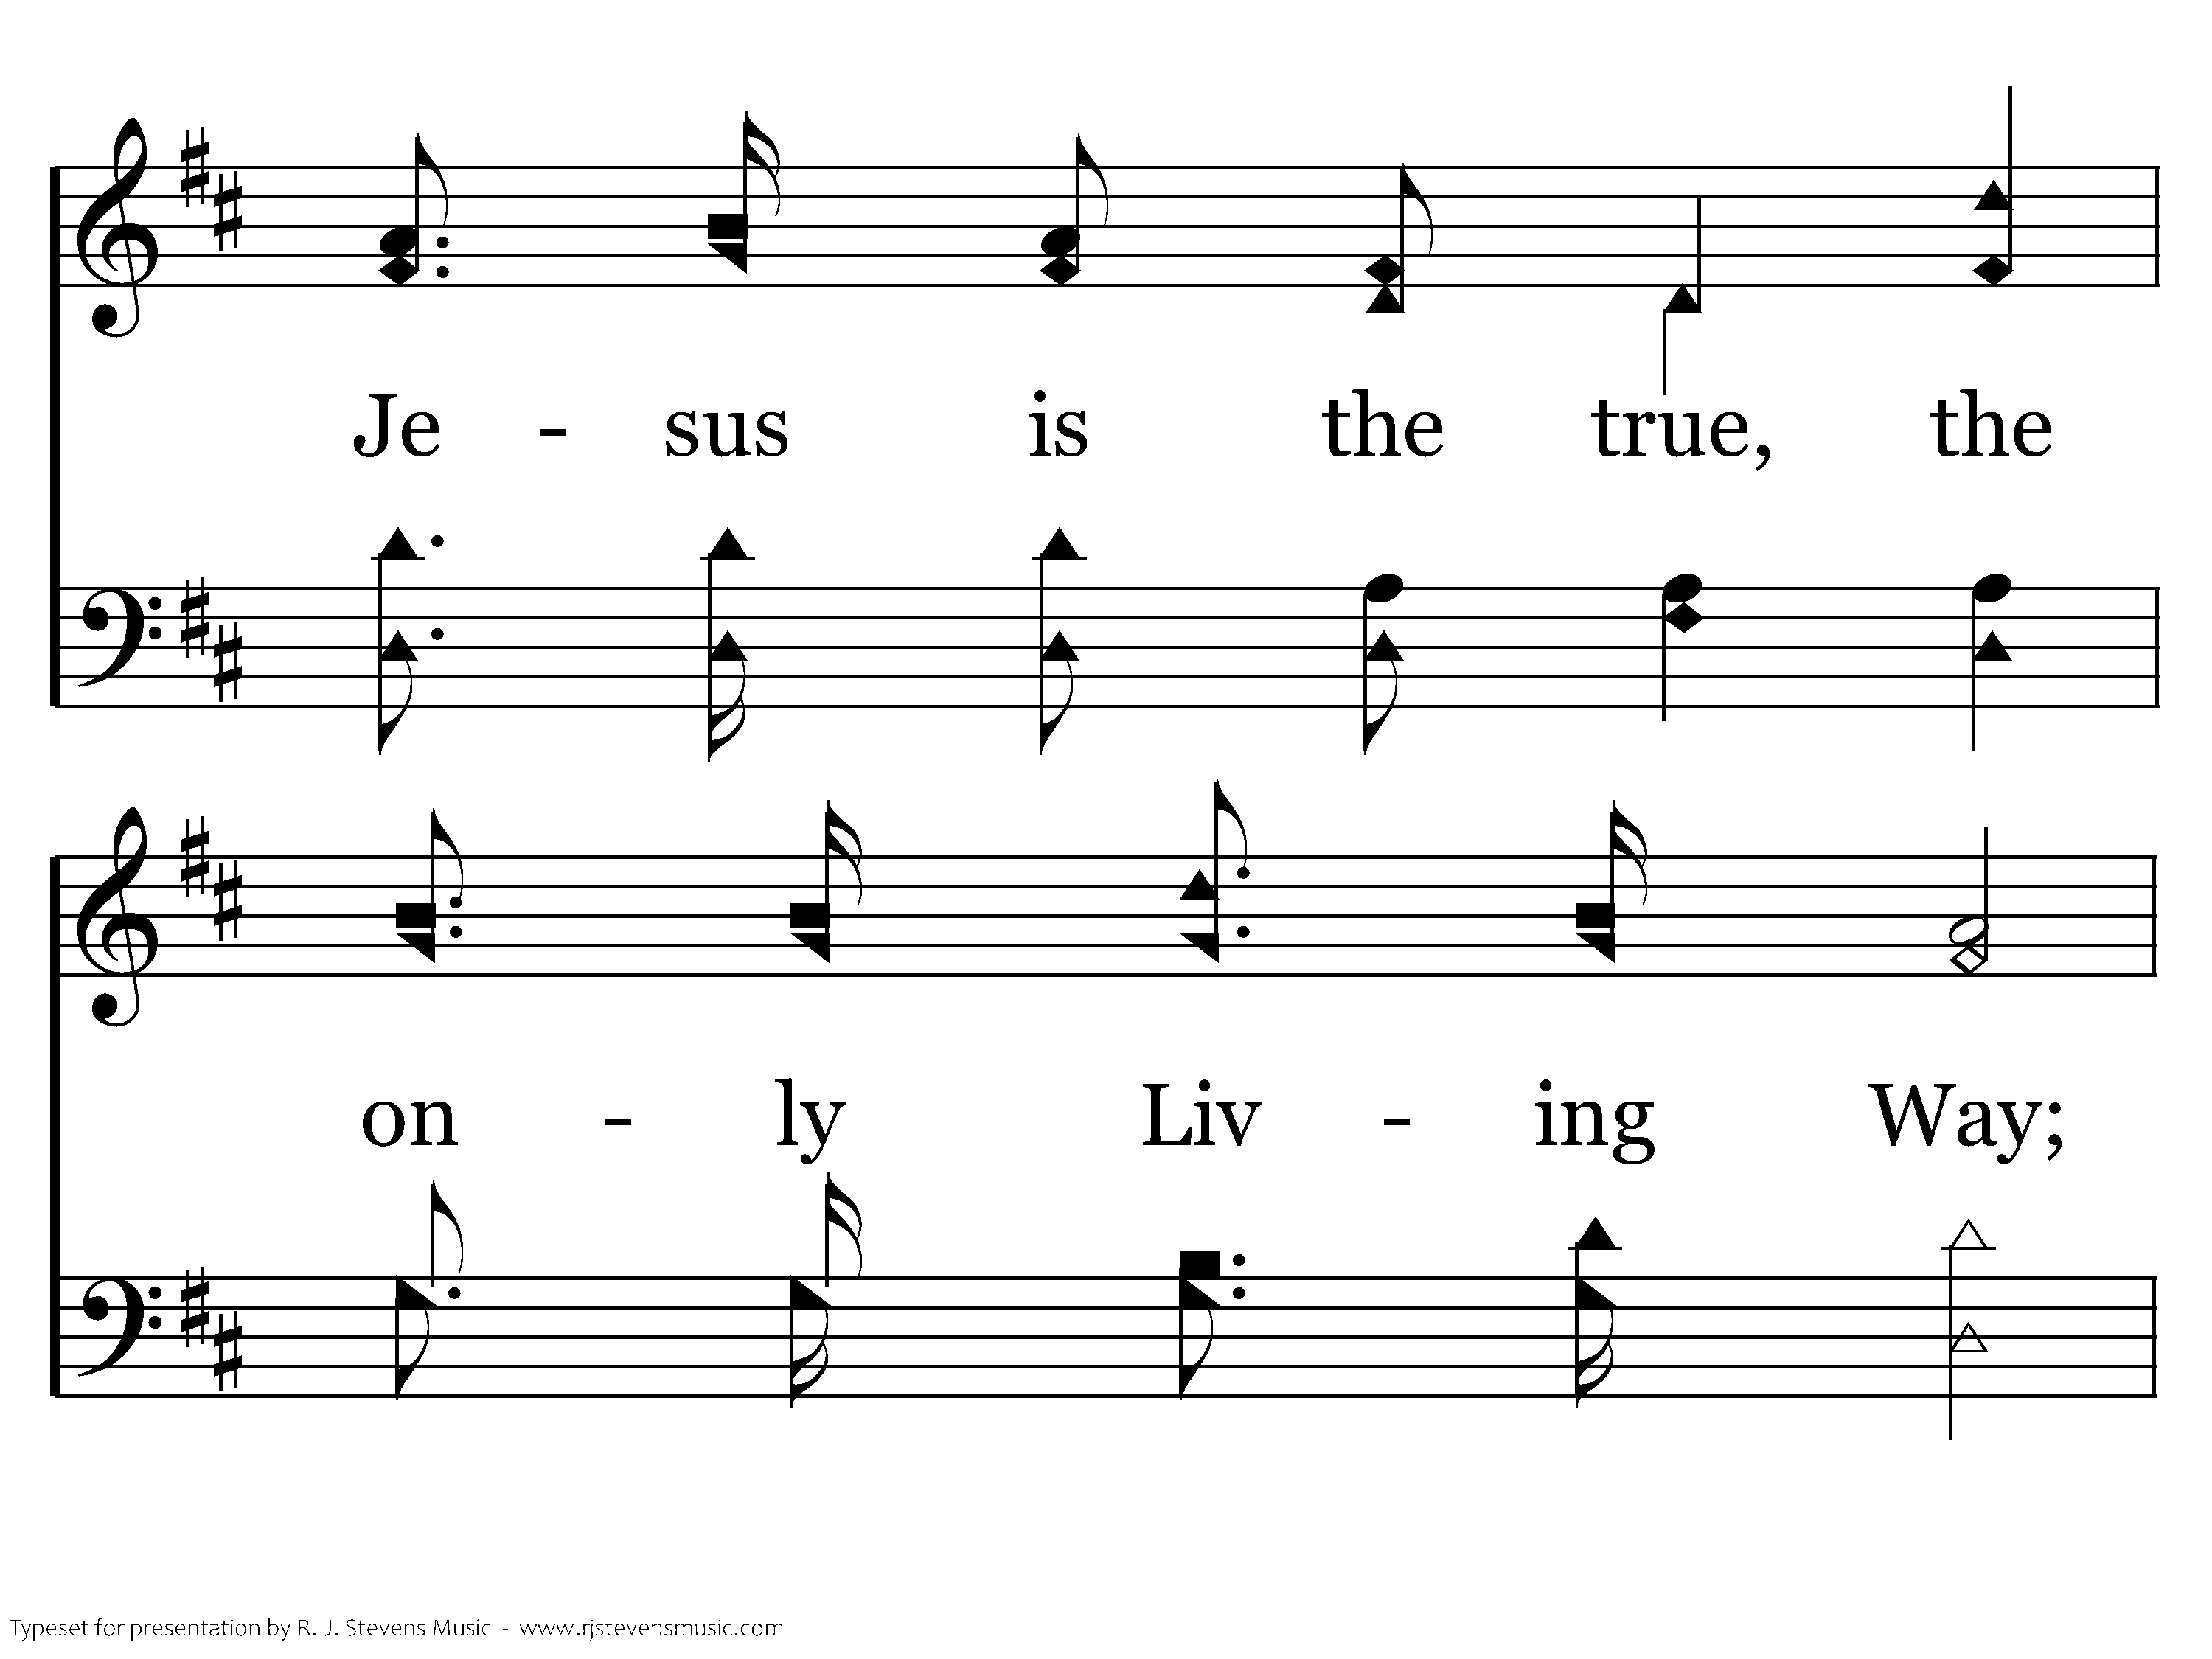 Je - sus is the true, the
on - ly Liv - ing Way;
Typeset for presentation by R. J. Stevens Music - www.rjstevensmusic.com